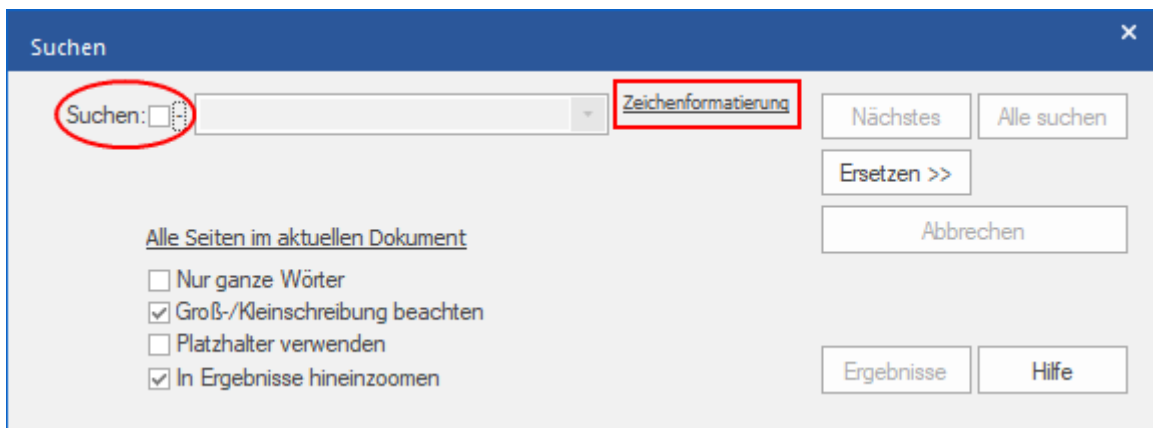 Suchen
Suchen: -
Zeichenformatierung
Nächstes
Alle suchen
Ersetzen >>
Abbrechen
Alle Seiten im aktuellen Dokument
Nur ganze Wörter
Groß-/Kleinschreibung beachten
Platzhalter verwenden
In Ergebnisse hineinzoomen
Ergebnisse
Hilfe